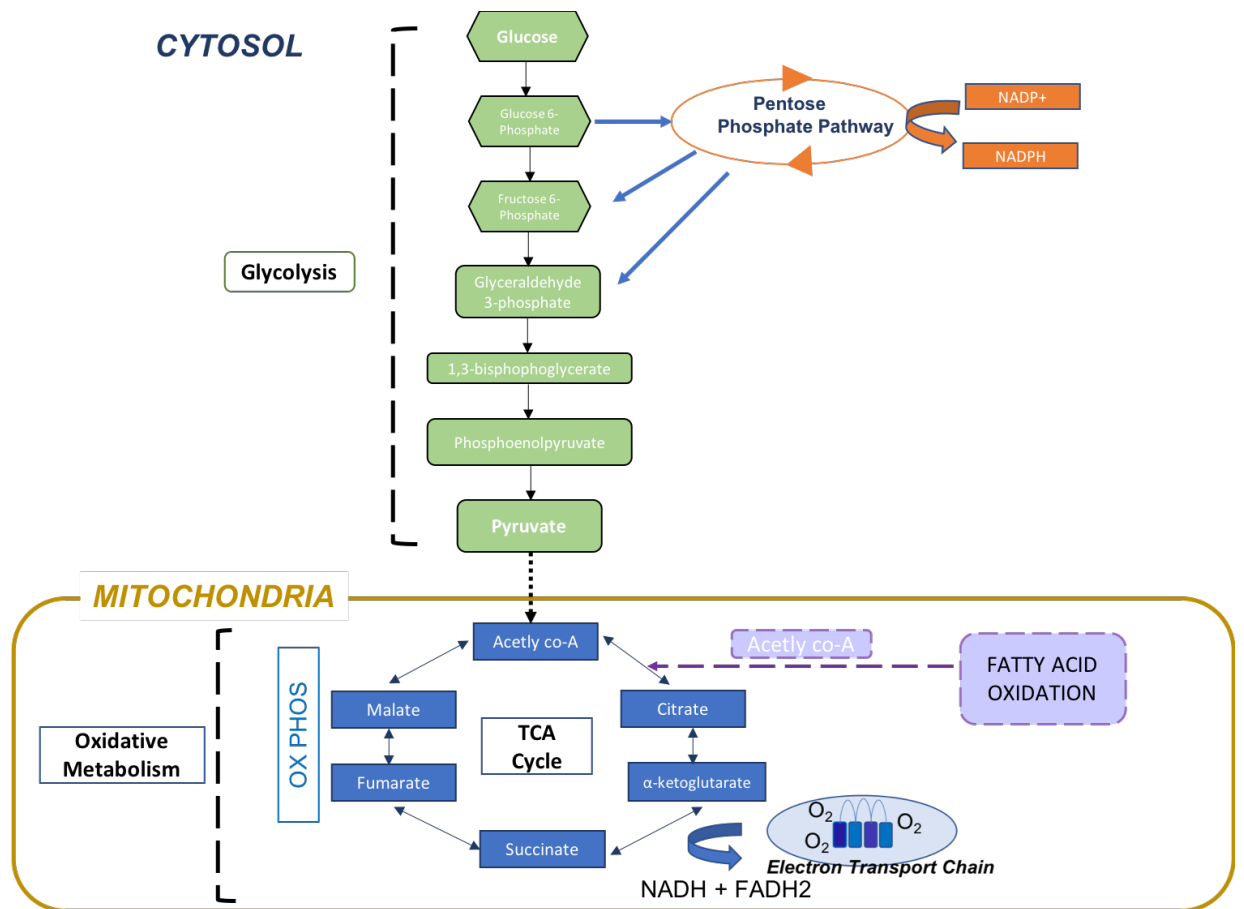 CYTOSOL
Glucose
Glucose 6-
Phosphate
Pentose
Phosphate Pathway
NADP+
NADPH
Fructose 6-
Phosphate
Glycolysis
Glyceraldehyde
3-phosphate
1,3-bisphophoglycerate
Phosphoenolpyruvate
Pyruvate
MITOCHONDRIA
Acetly co-A
Acetly co-A
FATTY ACID
OXIDATION
OX PHOS
Malate
Citrate
TCA
Cycle
Oxidative
Metabolism
Fumarate
α-ketoglutarate
Succinate
O2
O2
O2
Electron Transport Chain
NADH + FADH2